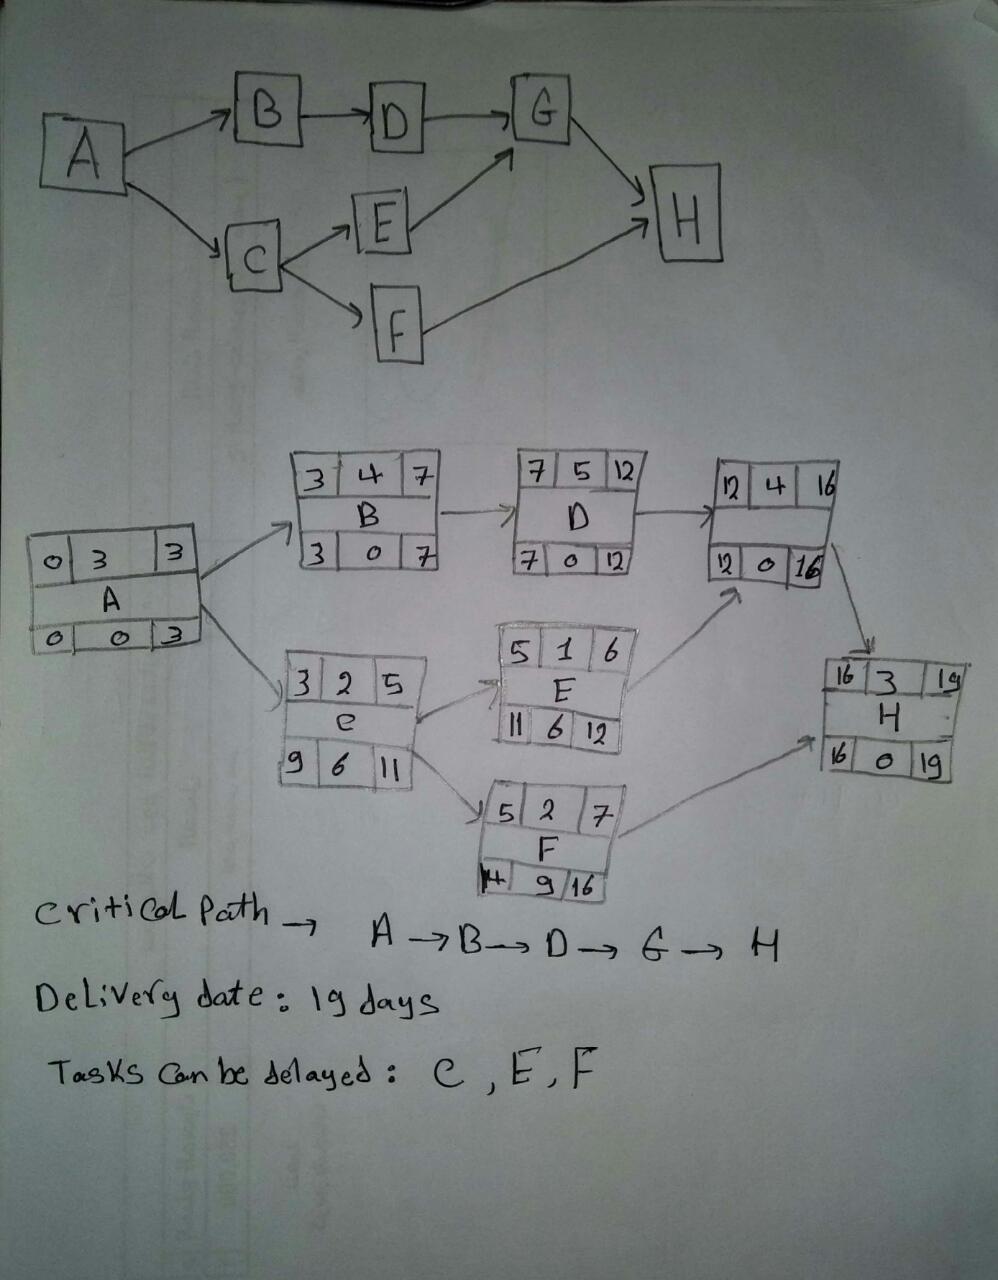 A
B
D
G
C
E
F
H
3 4 7
B
3 0 7
7 5 12
D
7 0 12
12 4 16
12 0 16
0 3 3
A
0 0 3
3 2 5
C
9 6 11
5 1 6
E
11 6 12
16 3 19
H
16 0 19
5 2 7
F
14 9 16
Critical Path → A → B → D → G → H
Delivery date: 19 days
Tasks Can be delayed: C, E, F